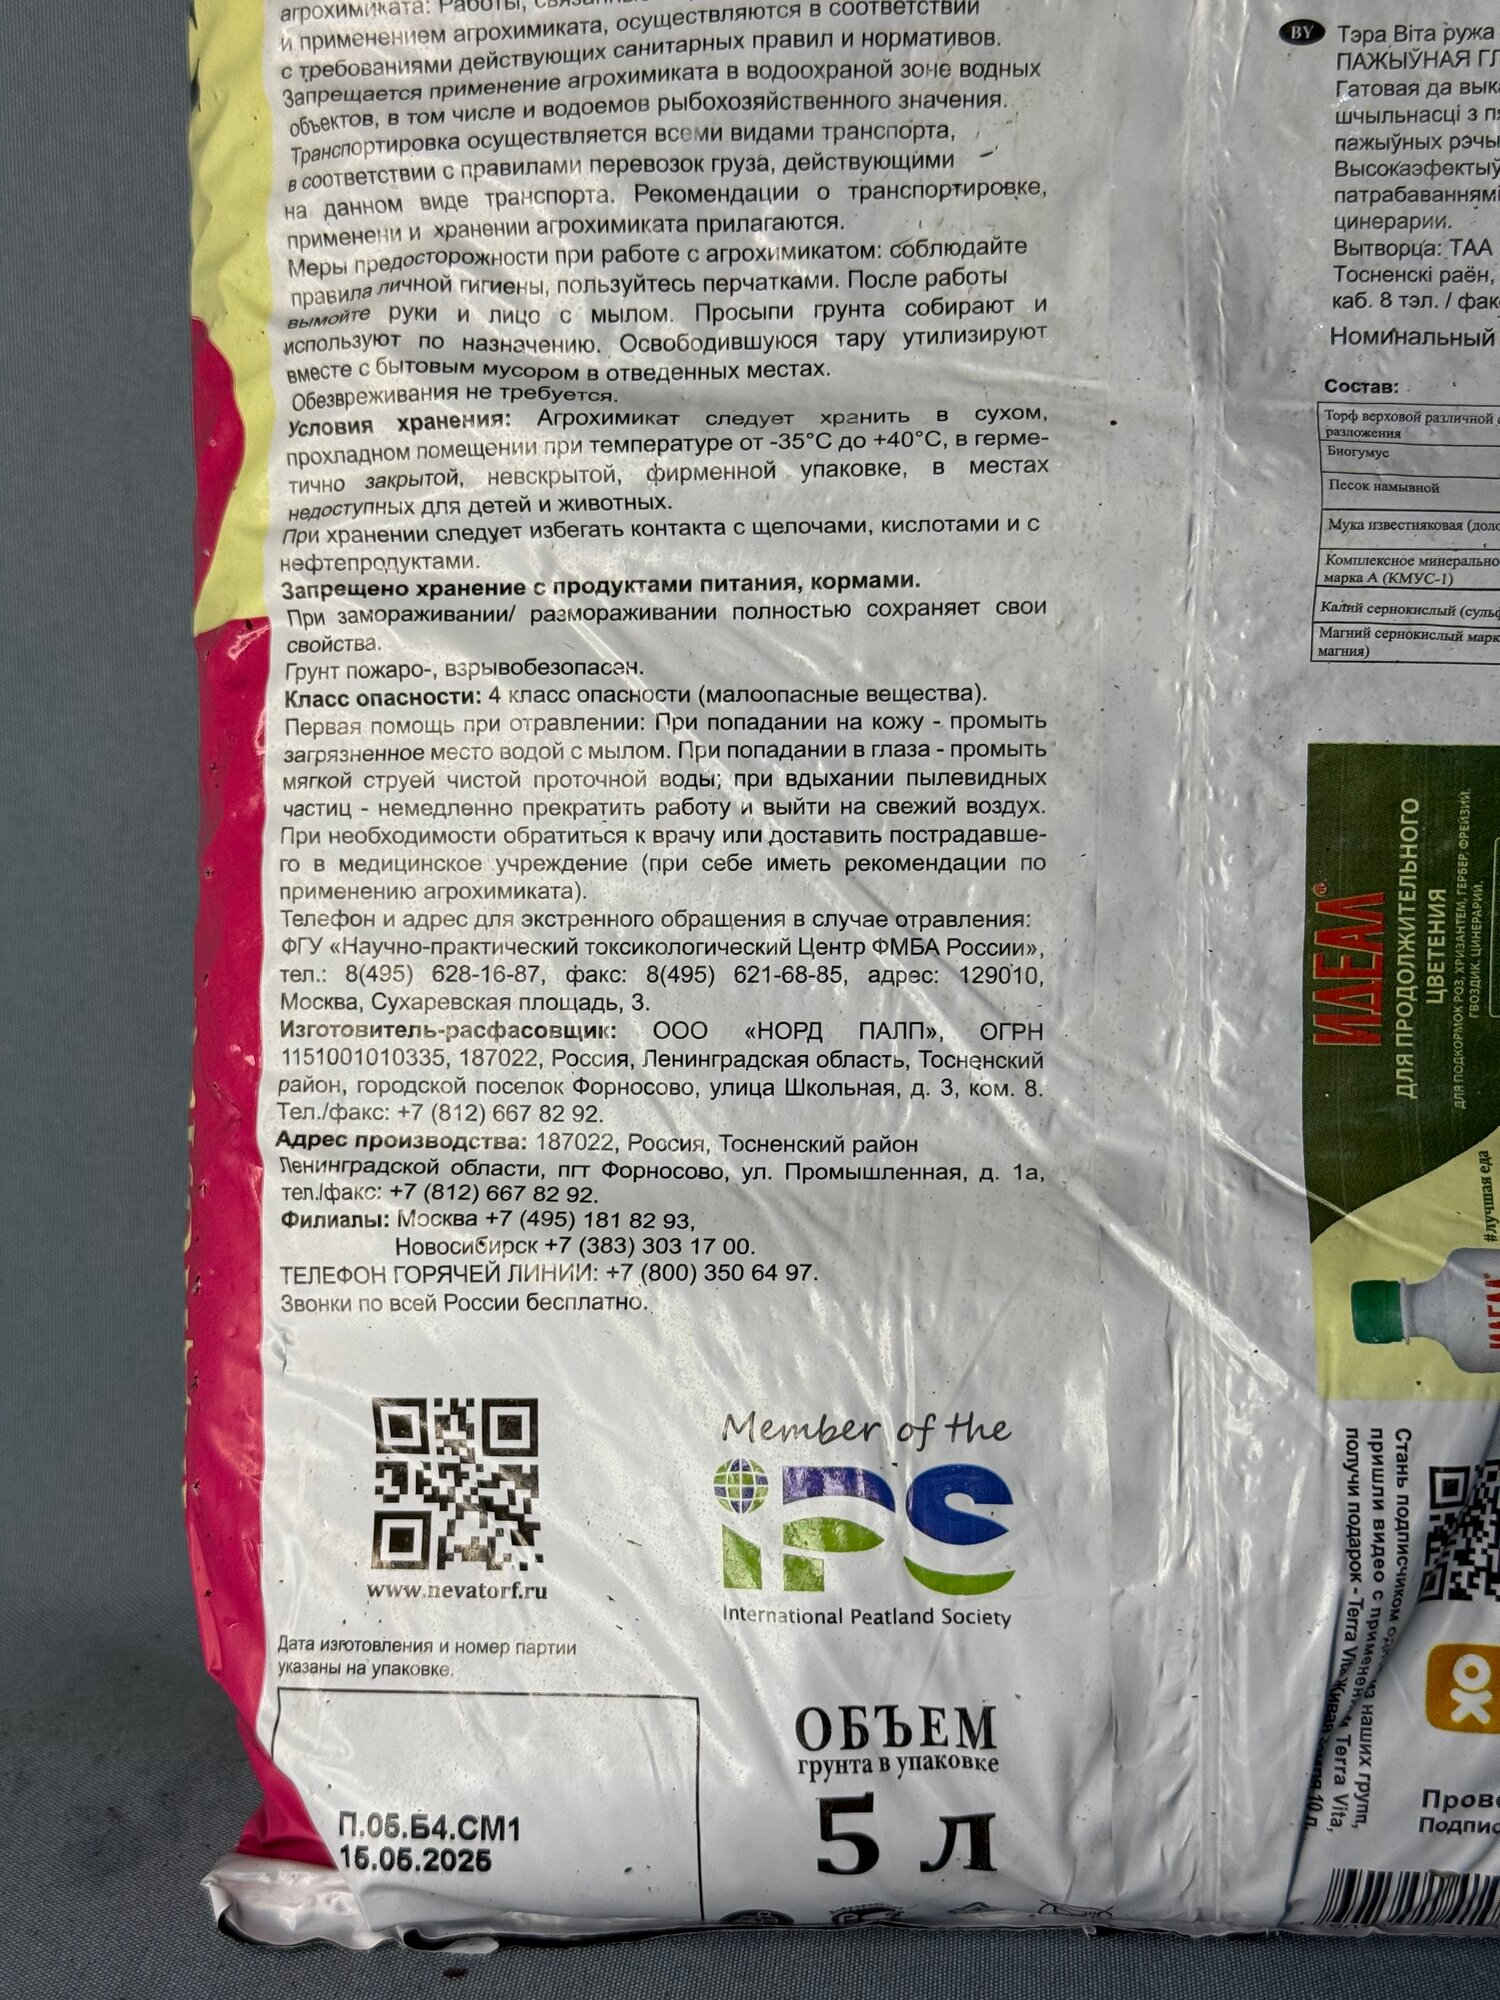 агрохимиката: Работы,
и применением агрохимиката, осуществляются в соответствии
с требованиями действующих санитарных правил и нормативов.
Запрещается применение агрохимиката в водоохраной зоне водных
объектов, в том числе и водоемов рыбохозяйственного значения.
Транспортировка осуществляется всеми видами транспорта,
в соответствии с правилами перевозок груза, действующими
на данном виде транспорта. Рекомендации о транспортировке,
применени и хранении агрохимиката прилагаются.
Меры предосторожности при работе с агрохимикатом: соблюдайте
правила личной гигиены, пользуйтесь перчатками. После работы
вымойте руки и лицо с мылом. Просыпи грунта собирают и
используют по назначению. Освободившуюся тару утилизируют
вместе с бытовым мусором в отведенных местах.
Обезвреживания не требуется.
Условия хранения: Агрохимикат следует хранить в сухом,
прохладном помещении при температуре от -35°С до +40°С, в герме-
тично закрытой, невскрытой, фирменной упаковке, в местах
недоступных для детей и животных.
При хранении следует избегать контакта с щелочами, кислотами и с
нефтепродуктами.
Запрещено хранение с продуктами питания, кормами.
При замораживании/ размораживании полностью сохраняет свои
свойства.
Грунт пожаро-, взрывобезопасен.
Класс опасности: 4 класс опасности (малоопасные вещества).
Первая помощь при отравлении: При попадании на кожу - промыть
загрязненное место водой с мылом. При попадании в глаза - промыть
мягкой струей чистой проточной воды; при вдыхании пылевидных
частиц - немедленно прекратить работу и выйти на свежий воздух.
При необходимости обратиться к врачу или доставить пострадавше-
го в медицинское учреждение (при себе иметь рекомендации по
применению агрохимиката).
Телефон и адрес для экстренного обращения в случае отравления:
ФГУ «Научно-практический токсикологический Центр ФМБА России»,
тел.: 8(495) 628-16-87, факс: 8(495) 621-68-85, адрес: 129010,
Москва, Сухаревская площадь, 3.
Изготовитель-расфасовщик: ООО «НОРД ПАЛП», ОГРН
1151001010335, 187022, Россия, Ленинградская область, Тосненский
район, городской поселок Форносово, улица Школьная, д. 3, ком. 8.
Тел./факс: +7 (812) 667 82 92.
Адрес производства: 187022, Россия, Тосненский район
Ленинградской области, пгт Форносово, ул. Промышленная, д. 1а,
тел./факс: +7 (812) 667 82 92.
Филиалы: Москва +7 (495) 181 82 93,
Новосибирск +7 (383) 303 17 00.
ТЕЛЕФОН ГОРЯЧЕЙ ЛИНИИ: +7 (800) 350 64 97.
Звонки по всей России бесплатно.
www.nevatorf.ru
Member of the
iPS
International Peatland Society
Дата изготовления и номер партии
указаны на упаковке.
П.05.Б4.СМ1
15.05.2025
ОБЪЕМ
грунта в упаковке
5 л
BY Тэра Віта ружа
ПАЖЫЎНАЯ
Гатовая да
шчыльнасці з
пажыўных рэчы
Высокаэфектыў
патрабаваннямі
цинерарии.
Вытворца: ТАА
Тосненскі раён,
каб. 8 тэл. / фак
Номинальный
Состав:
Торф верховой различной
разложения
Биогумус
Песок намывной
Мука известняковая (доло
Комплексное минерально
марка А (КМУС-1)
Калий сернокислый (сульф
Магний сернокислый марк
магния)
ИДЕАЛ®
ДЛЯ ПРОДОЛЖИТЕЛЬНОГО
ЦВЕТЕНИЯ
ДЛЯ ПОДКОРМОК РОЗ, ХРИЗАНТЕМ, ГЕРБЕР, ФРЕЗИЙ,
ГВОЗДИК, ЦИНЕРАРИЙ.
#лучшая еда
ИДЕАЛ
Стань подписчиком из наших групп,
пришли видео с Terra Vita,
получи подарок - Terra Vita 10 л.
Пров
Подпис